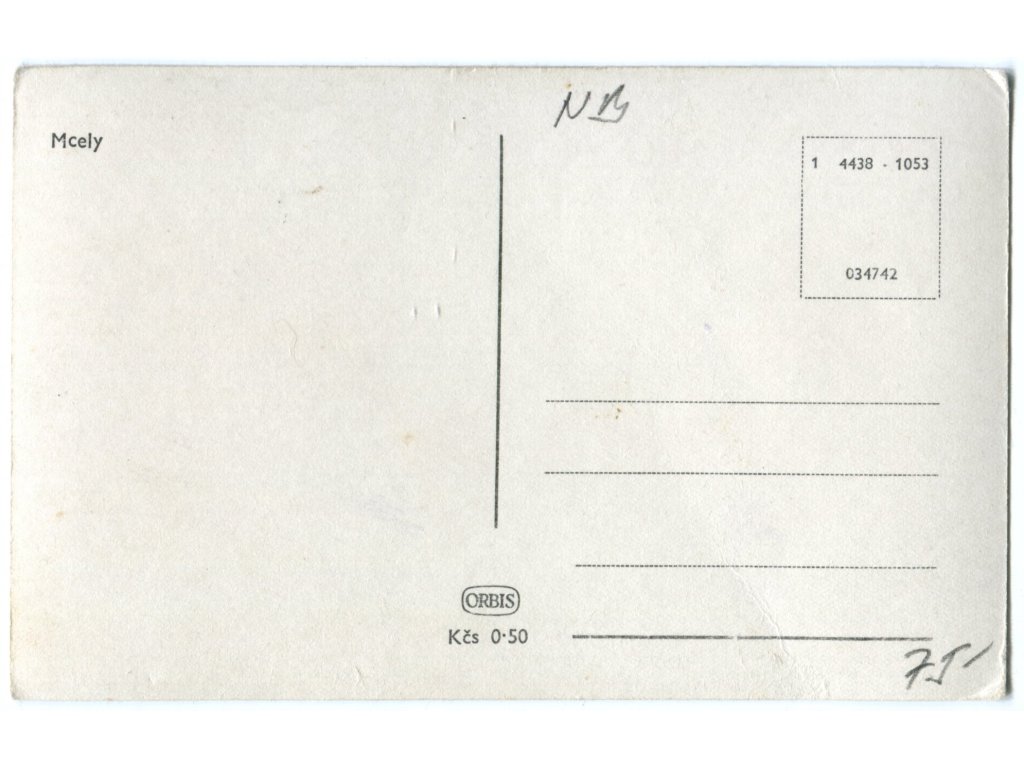 NB
Mcely
1 4438 - 1053
034742
ORBIS
Kčs 0·50